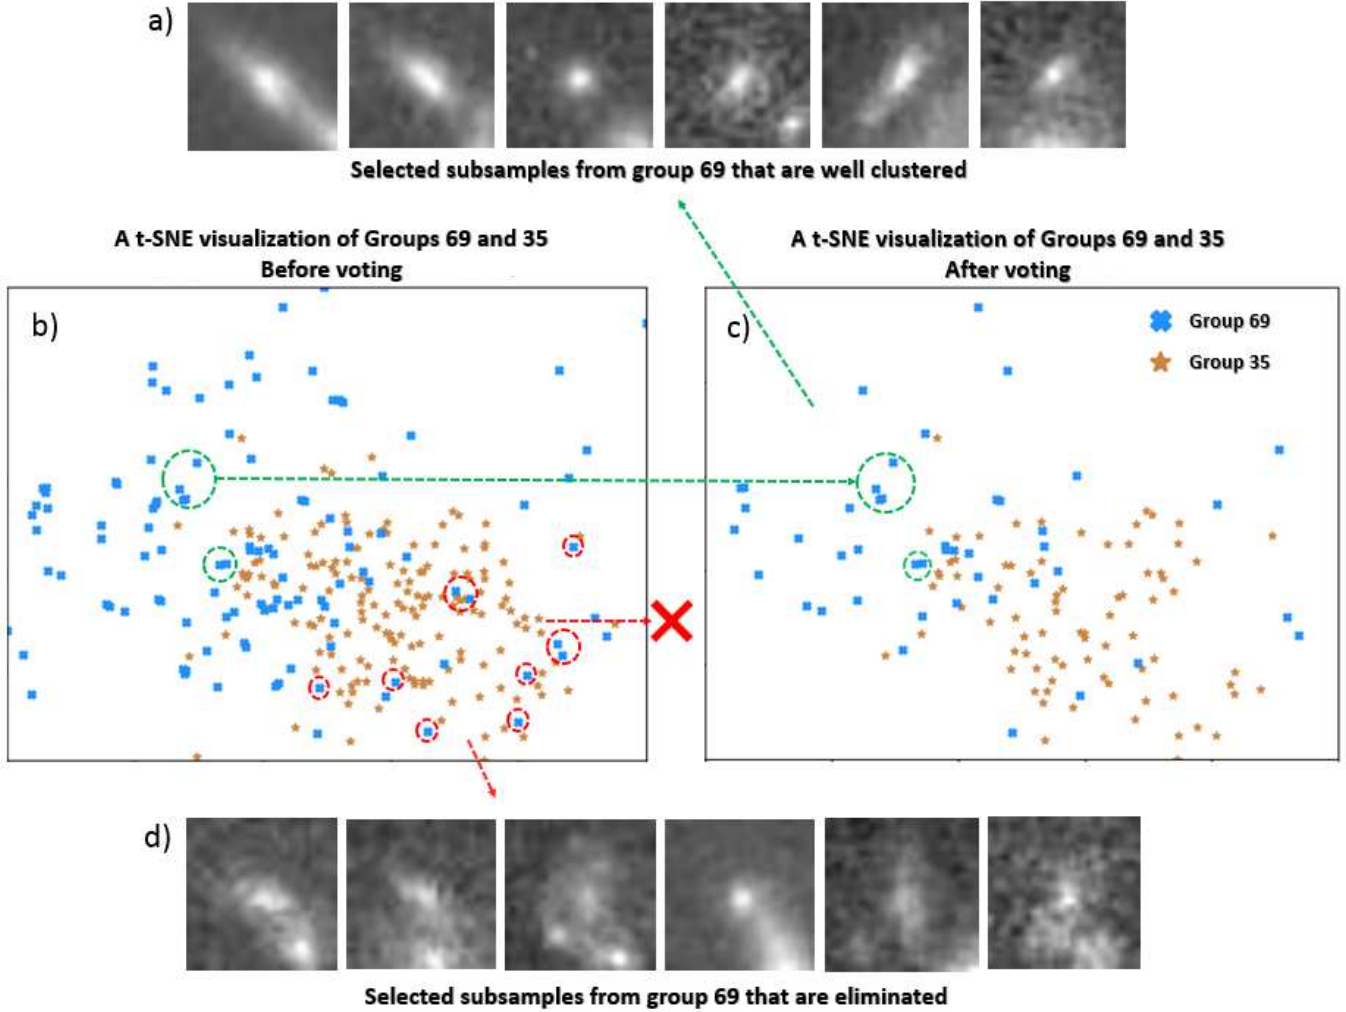 a)
Selected subsamples from group 69 that are well clustered
A t-SNE visualization of Groups 69 and 35
Before voting
A t-SNE visualization of Groups 69 and 35
After voting
b)
c)
Group 69
Group 35
d)
Selected subsamples from group 69 that are eliminated